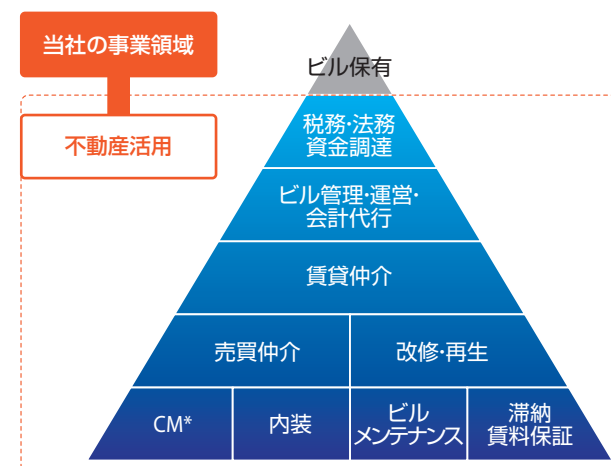 当社の事業領域
不動産活用
ビル保有
税務・法務
資金調達
ビル管理・運営・
会計代行
賃貸仲介
売買仲介
改修・再生
CM*
内装
ビル
メンテナンス
滞納
賃料保証